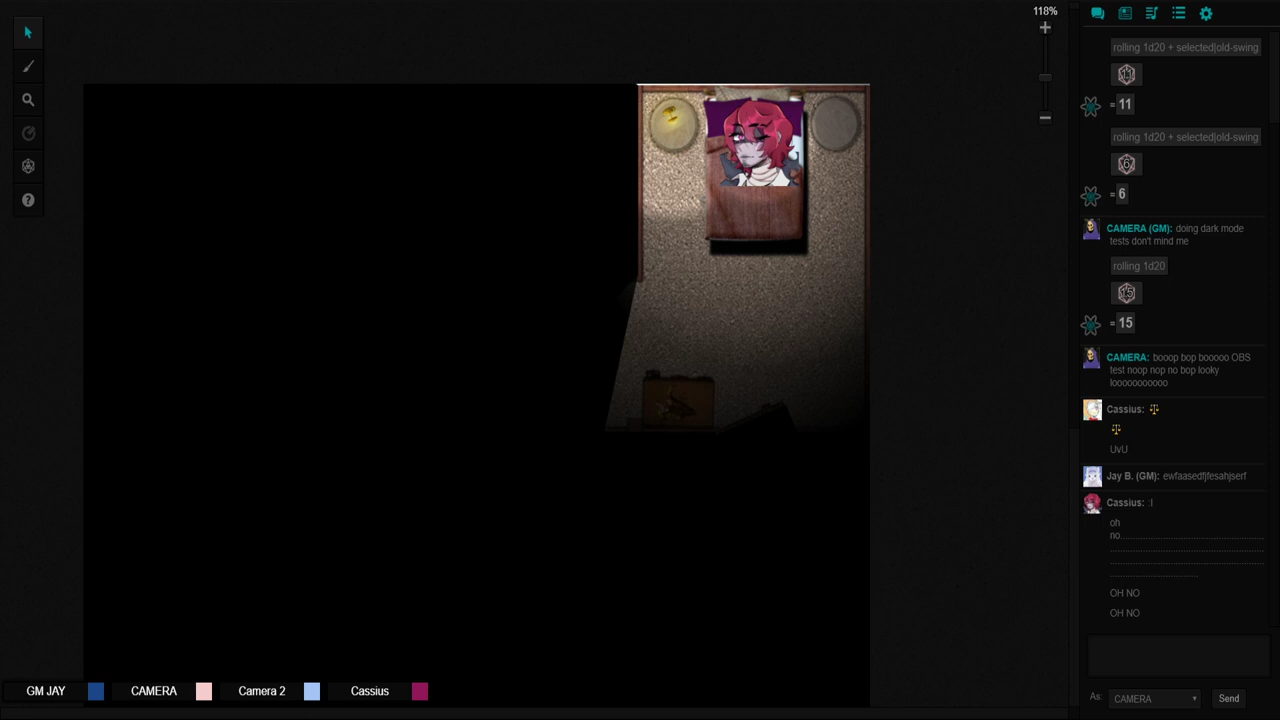 118%
rolling 1d20 + selected|old-swing
11
= 11
rolling 1d20 + selected|old-swing
6
= 6
CAMERA (GM): doing dark mode
tests don't mind me
rolling 1d20
15
= 15
CAMERA: booop bop booooo OBS
test noop nop no bop looky
looooooooooo
Cassius:
UvU
Jay B. (GM): ewfaasedfjfesahjserf
Cassius: :l
oh
no..........................................................
..............................................................
..............................................................
...................................
OH NO
OH NO
As: CAMERA Send
GM JAY CAMERA Camera 2 Cassius